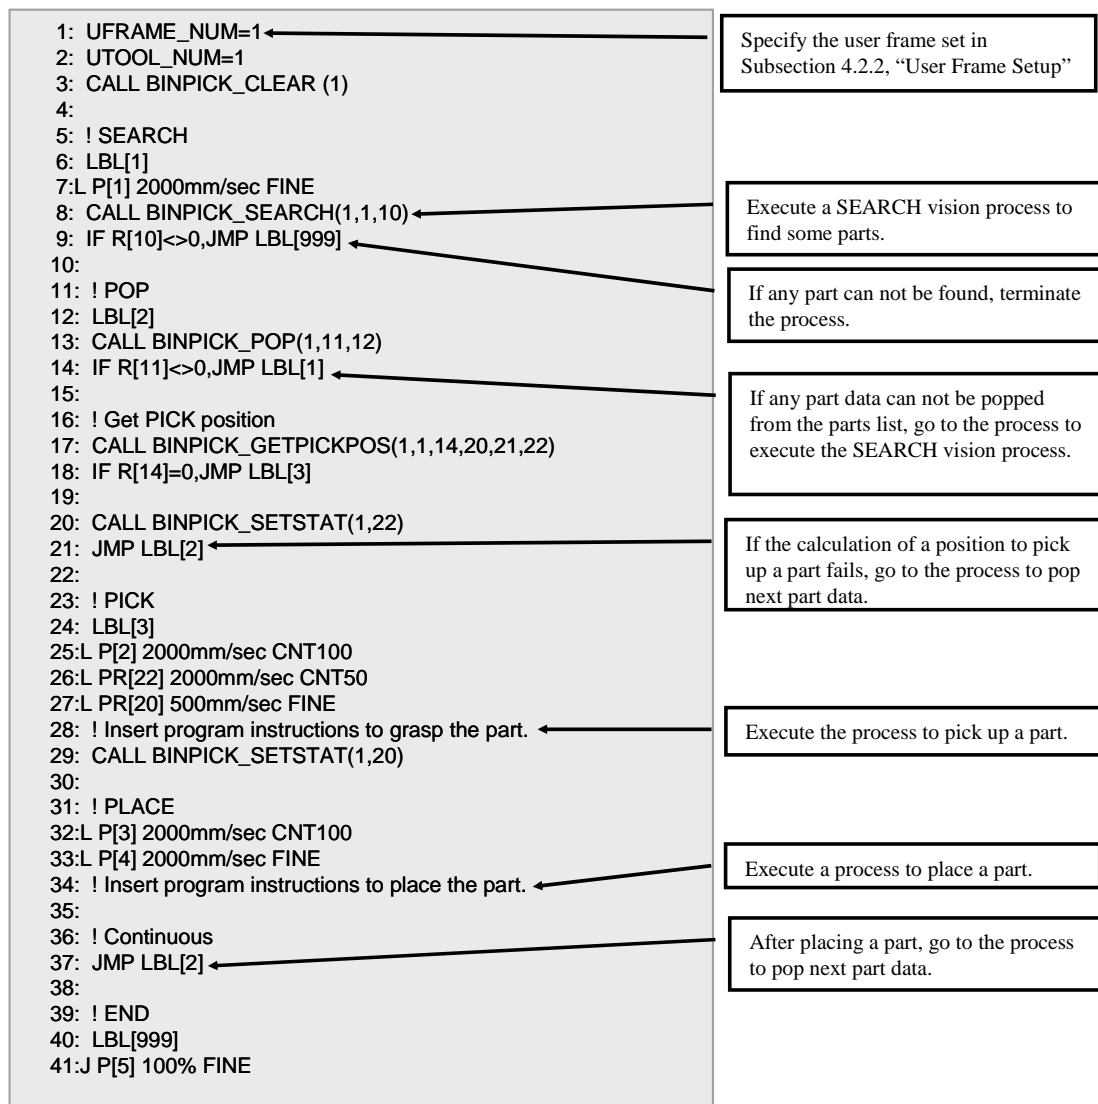 1: UFRAME_NUM=1
2: UTOOL_NUM=1
3: CALL BINPICK_CLEAR (1)
4:
5: ! SEARCH
6: LBL[1]
7:L P[1] 2000mm/sec FINE
8: CALL BINPICK_SEARCH(1,1,10)
9: IF R[10]<>0,JMP LBL[999]
10:
11: ! POP
12: LBL[2]
13: CALL BINPICK_POP(1,11,12)
14: IF R[11]<>0,JMP LBL[1]
15:
16: ! Get PICK position
17: CALL BINPICK_GETPICKPOS(1,1,14,20,21,22)
18: IF R[14]=0,JMP LBL[3]
19:
20: CALL BINPICK_SETSTAT(1,22)
21: JMP LBL[2]
22:
23: ! PICK
24: LBL[3]
25:L P[2] 2000mm/sec CNT100
26:L PR[22] 2000mm/sec CNT50
27:L PR[20] 500mm/sec FINE
28: ! Insert program instructions to grasp the part.
29: CALL BINPICK_SETSTAT(1,20)
30:
31: ! PLACE
32:L P[3] 2000mm/sec CNT100
33:L P[4] 2000mm/sec FINE
34: ! Insert program instructions to place the part.
35:
36: ! Continuous
37: JMP LBL[2]
38:
39: ! END
40: LBL[999]
41:J P[5] 100% FINE
Specify the user frame set in
Subsection 4.2.2, “User Frame Setup”
Execute a SEARCH vision process to
find some parts.
If any part can not be found, terminate
the process.
If any part data can not be popped
from the parts list, go to the process to
execute the SEARCH vision process.
If the calculation of a position to pick
up a part fails, go to the process to pop
next part data.
Execute the process to pick up a part.
Execute a process to place a part.
After placing a part, go to the process
to pop next part data.